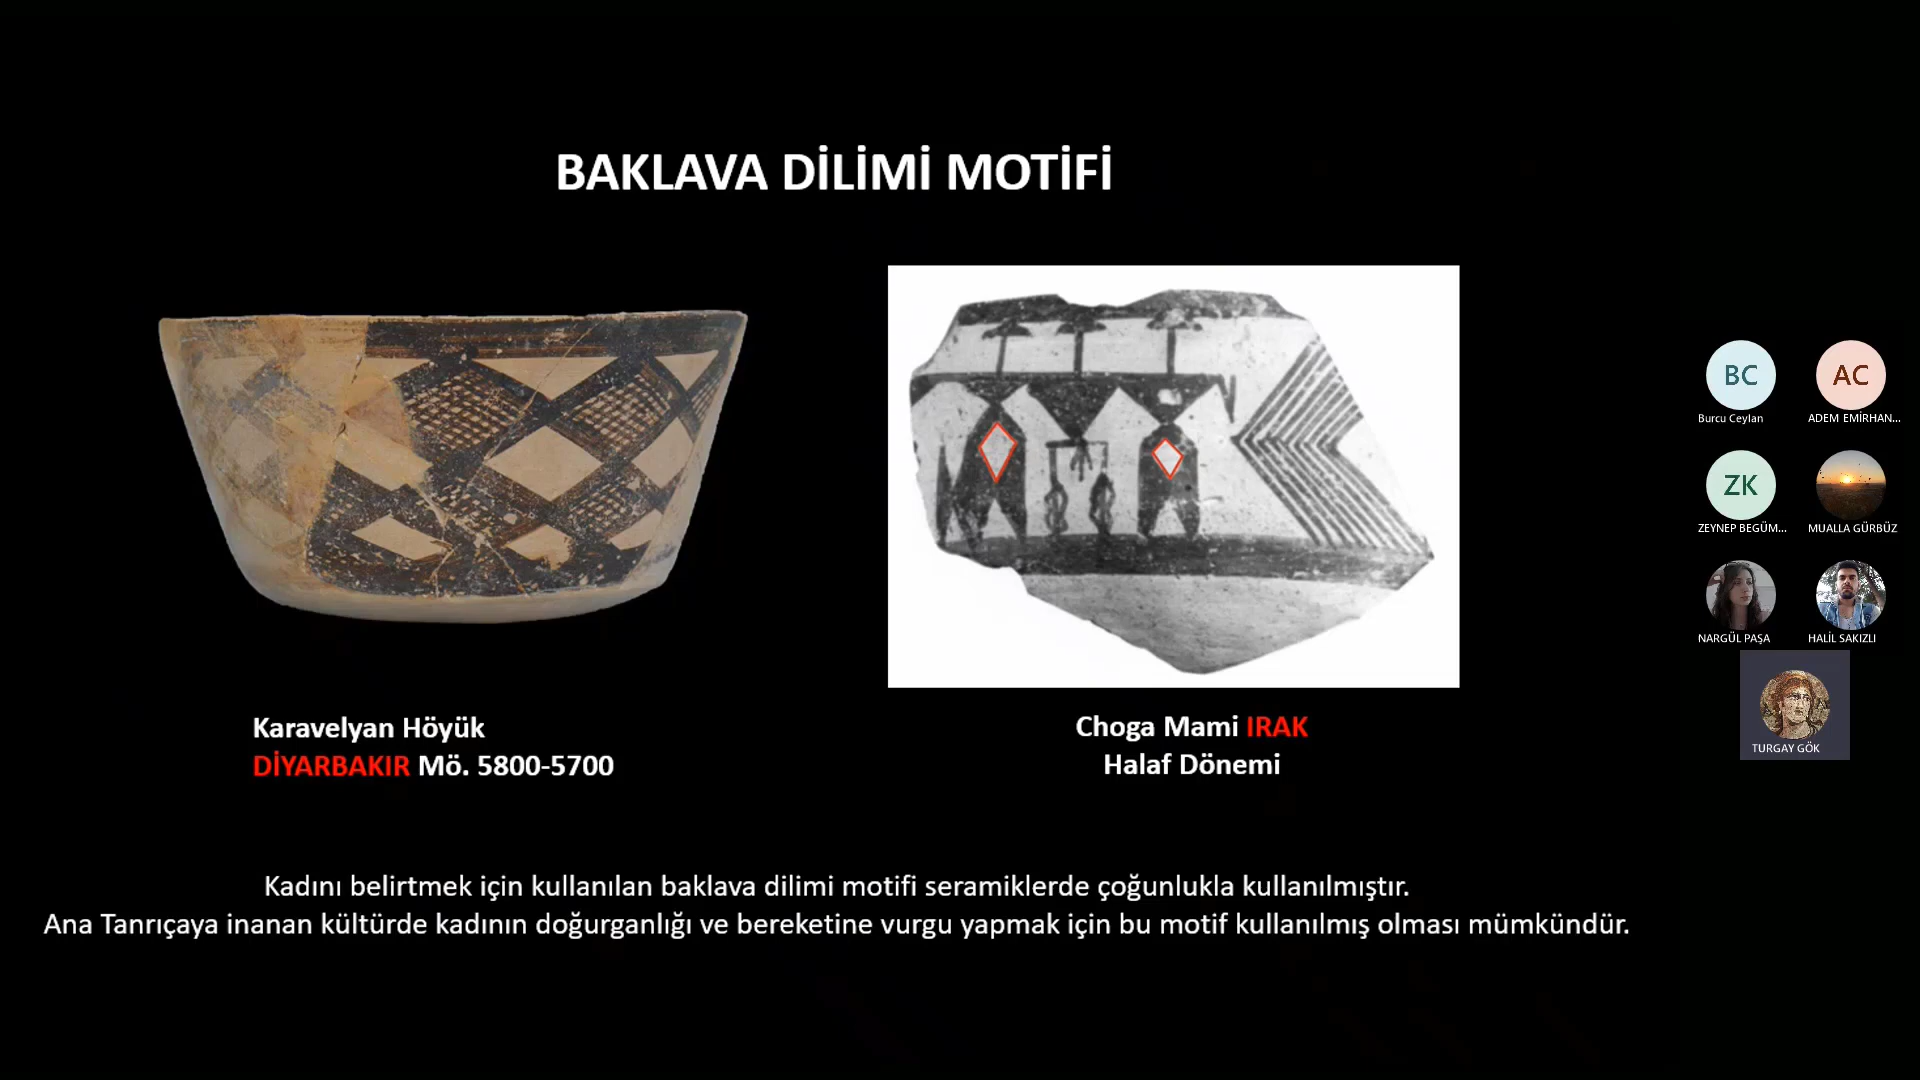 BAKLAVA DİLİMİ MOTİFİ
Karavelyan Höyük
DİYARBAKIR Mö. 5800-5700
Choga Mami IRAK
Halaf Dönemi
Kadını belirtmek için kullanılan baklava dilimi motifi seramiklerde çoğunlukla kullanılmıştır.
Ana Tanrıçaya inanan kültürde kadının doğurganlığı ve bereketine vurgu yapmak için bu motif kullanılmış olması mümkündür.
BC
Burcu Ceylan
AC
ADEM EMİRHAN...
ZK
ZEYNEP BEGÜM...
MUALLA GÜRBÜZ
NARGÜL PAŞA
HALİL SAKIZLI
TURGAY GÖK